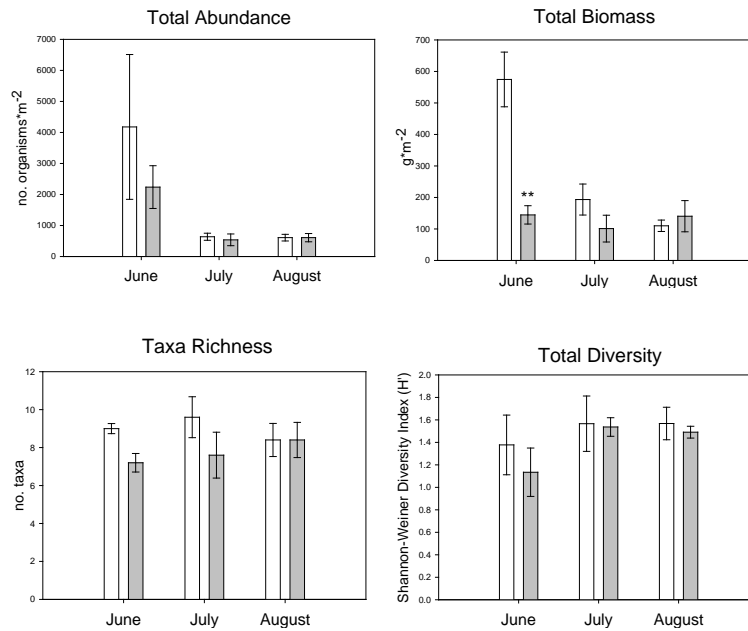 Total Abundance
no. organisms*m-2
7000
6000
5000
4000
3000
2000
1000
0
June July August
Total Biomass
g*m-2
700
600
500
400
300
200
100
0
**
June July August
Taxa Richness
no. taxa
12
10
8
6
4
2
0
June July August
Total Diversity
Shannon-Weiner Diversity Index (H')
2.0
1.8
1.6
1.4
1.2
1.0
0.8
0.6
0.4
0.2
0.0
June July August